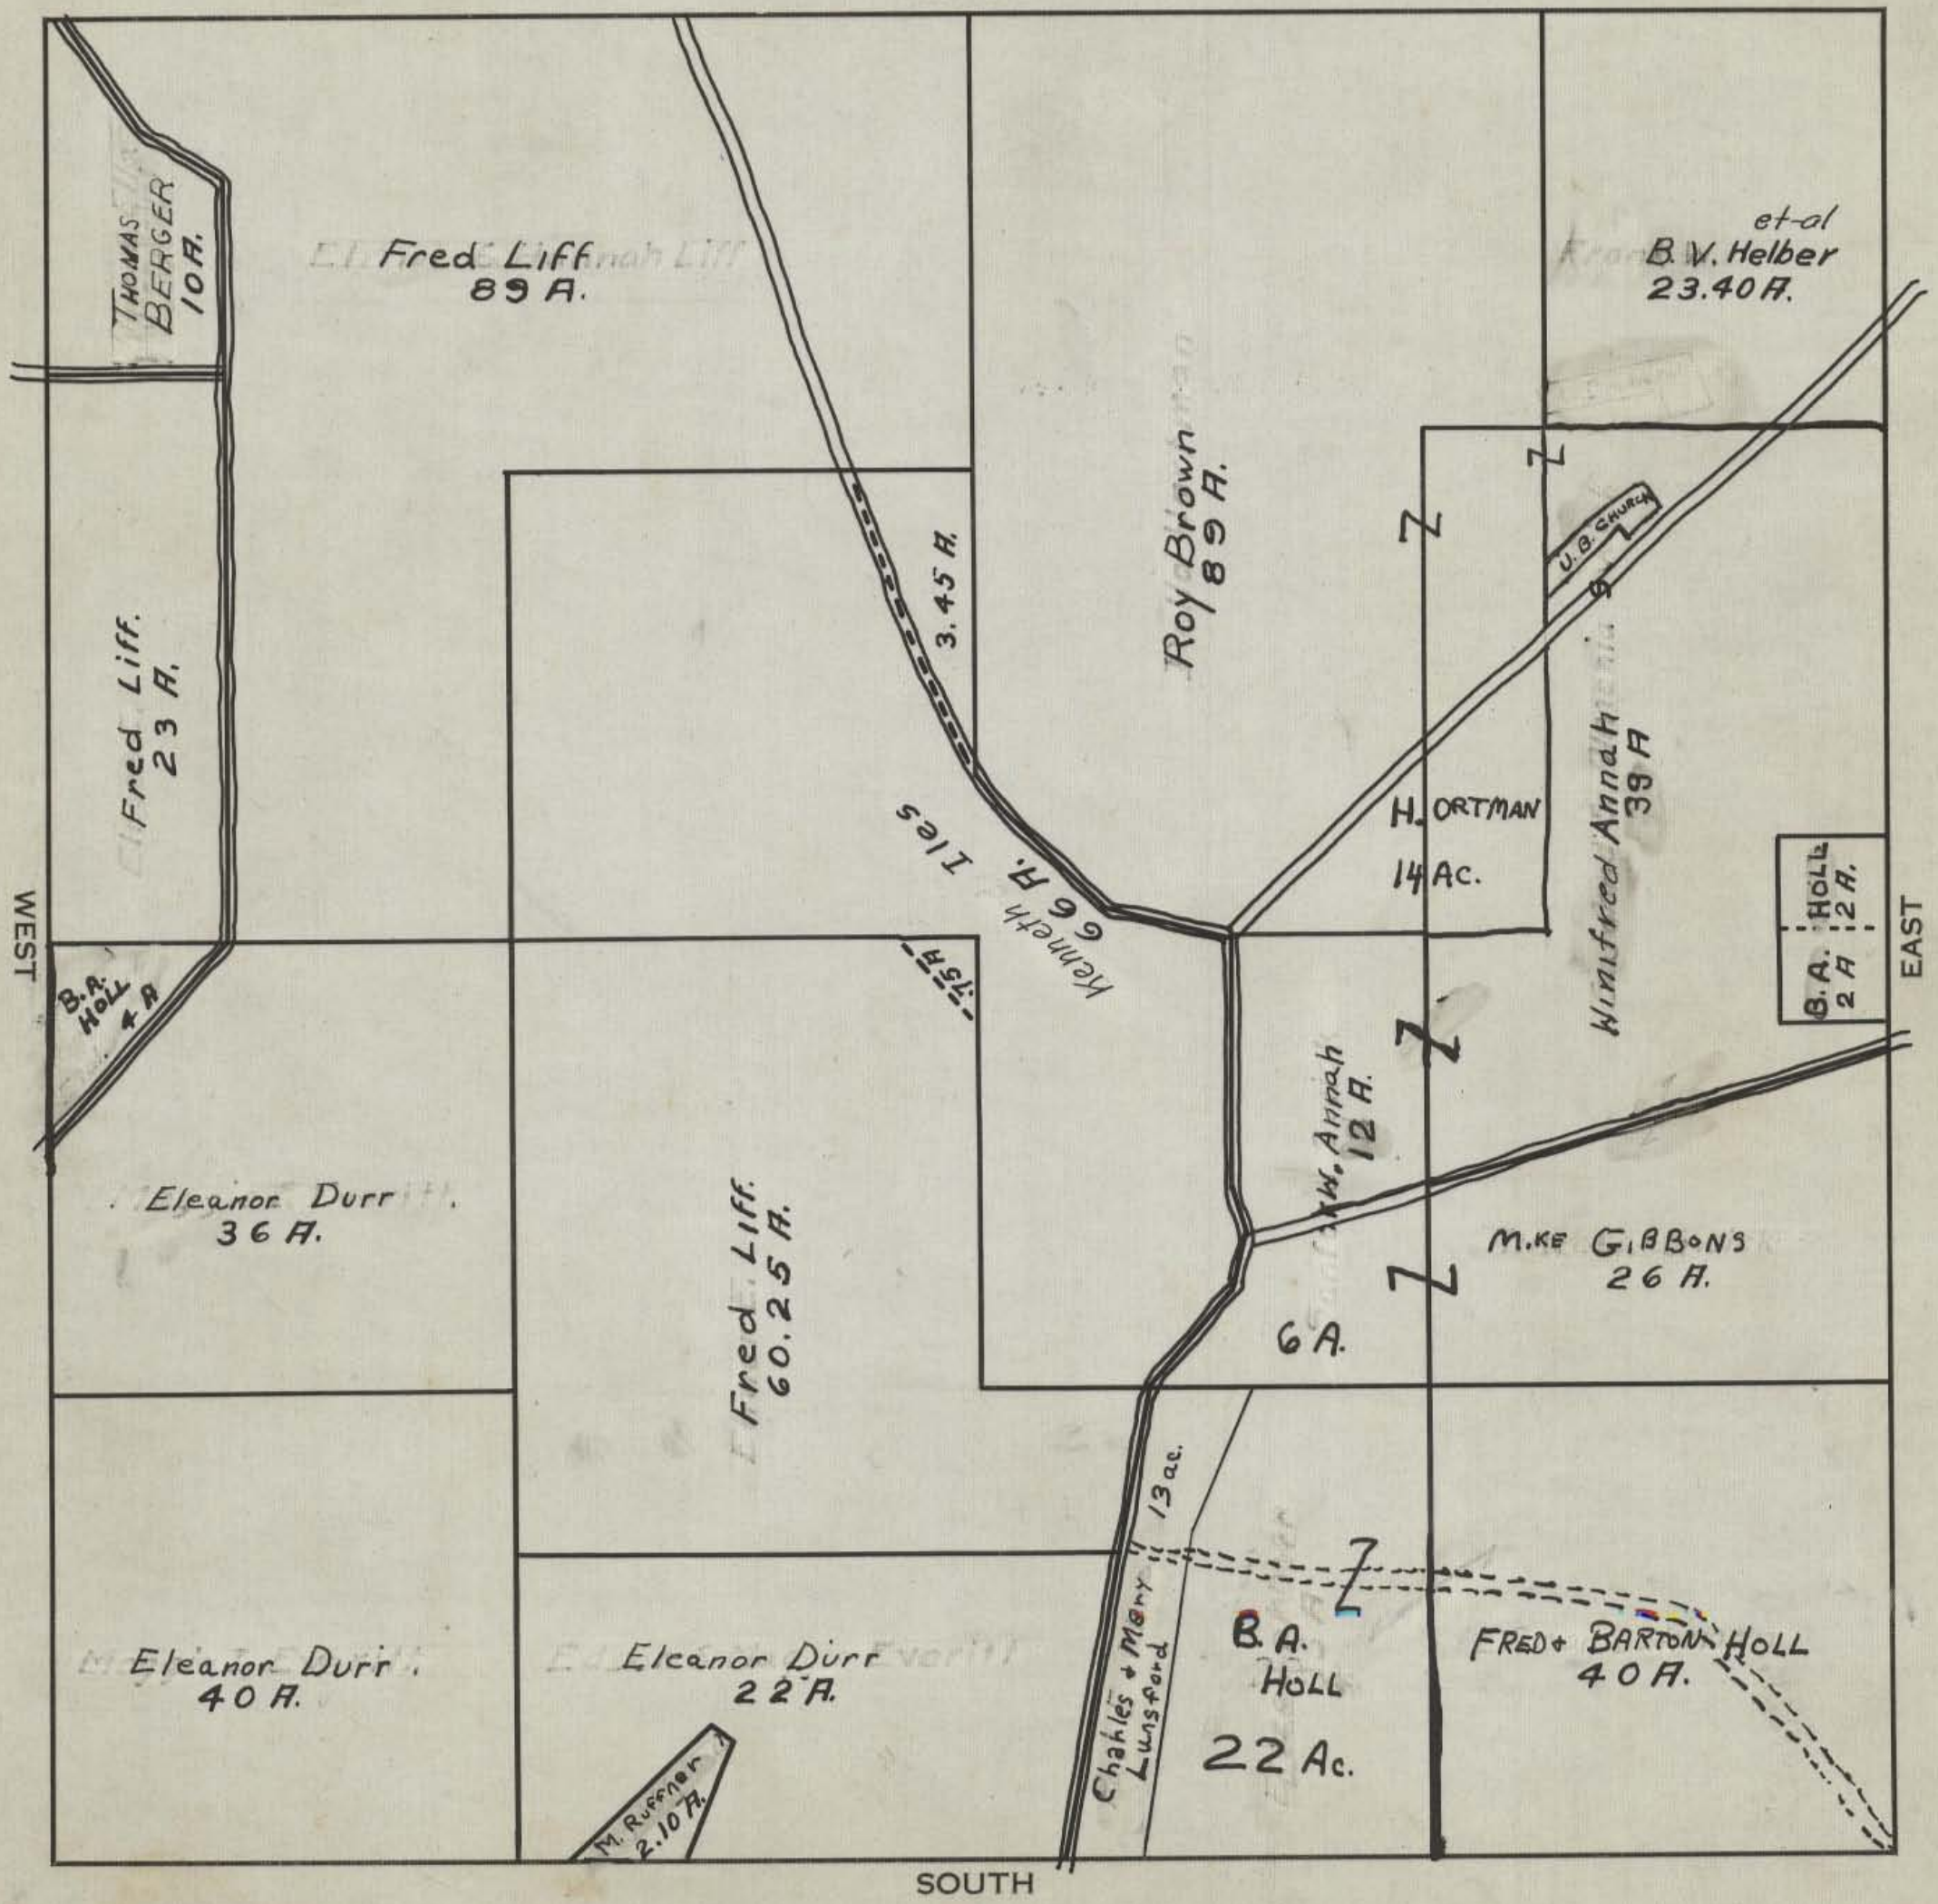 THOMAS
BERGER
10 A.
Fred Liff
89 A.
et-al
B. V. Helber
23.40 A.
Roy Brown
89 A.
3.45 A.
U. B. CHURCH
Fred Liff.
23 A.
H. ORTMAN
14 AC.
Winifred Annah
39 A
Kenneth Iles
66 A.
B. A. HOLL
2 A 2 A.
WEST
EAST
B. A.
HOLL
4 A
.75 A
W. Annah
12 A.
Eleanor Durr
36 A.
Fred Liff.
60.25 A.
MIKE GIBBONS
26 A.
6 A.
13 ac.
Chahles & Mary
Lunsford
Eleanor Durr.
40 A.
Eleanor Durr
22 A.
M. Ruffner
2.10 A.
B. A.
HOLL
22 Ac.
FRED & BARTON HOLL
40 A.
SOUTH